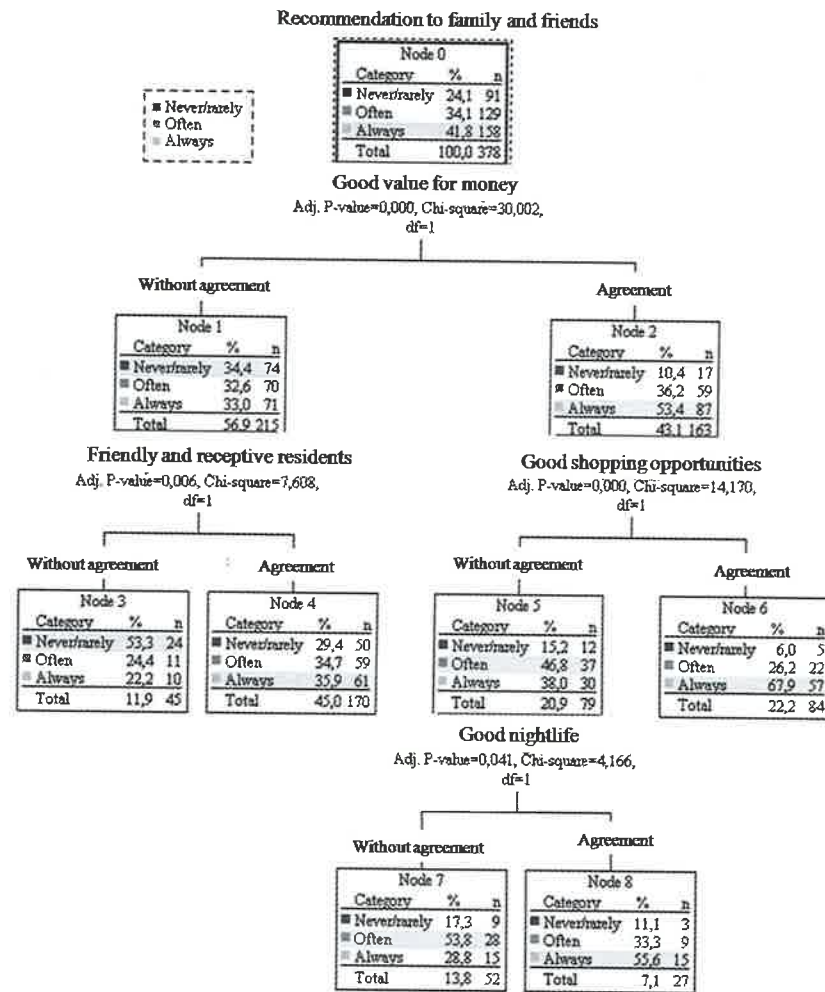 Recommendation to family and friends
Never/rarely
Often
Always
Node 0
Category % n
Never/rarely 24,1 91
Often 34,1 129
Always 41,8 158
Total 100,0 378
Good value for money
Adj. P-value=0,000, Chi-square=30,002,
df=1
Without agreement
Agreement
Node 1
Category % n
Never/rarely 34,4 74
Often 32,6 70
Always 33,0 71
Total 56,9 215
Node 2
Category % n
Never/rarely 10,4 17
Often 36,2 59
Always 53,4 87
Total 43,1 163
Friendly and receptive residents
Adj. P-value=0,006, Chi-square=7,608,
df=1
Good shopping opportunities
Adj. P-value=0,000, Chi-square=14,170,
df=1
Without agreement
Agreement
Without agreement
Agreement
Node 3
Category % n
Never/rarely 53,3 24
Often 24,4 11
Always 22,2 10
Total 11,9 45
Node 4
Category % n
Never/rarely 29,4 50
Often 34,7 59
Always 35,9 61
Total 45,0 170
Node 5
Category % n
Never/rarely 15,2 12
Often 46,8 37
Always 38,0 30
Total 20,9 79
Node 6
Category % n
Never/rarely 6,0 5
Often 26,2 22
Always 67,9 57
Total 22,2 84
Good nightlife
Adj. P-value=0,041, Chi-square=4,166,
df=1
Without agreement
Agreement
Node 7
Category % n
Never/rarely 17,3 9
Often 53,8 28
Always 28,8 15
Total 13,8 52
Node 8
Category % n
Never/rarely 11,1 3
Often 33,3 9
Always 55,6 15
Total 7,1 27